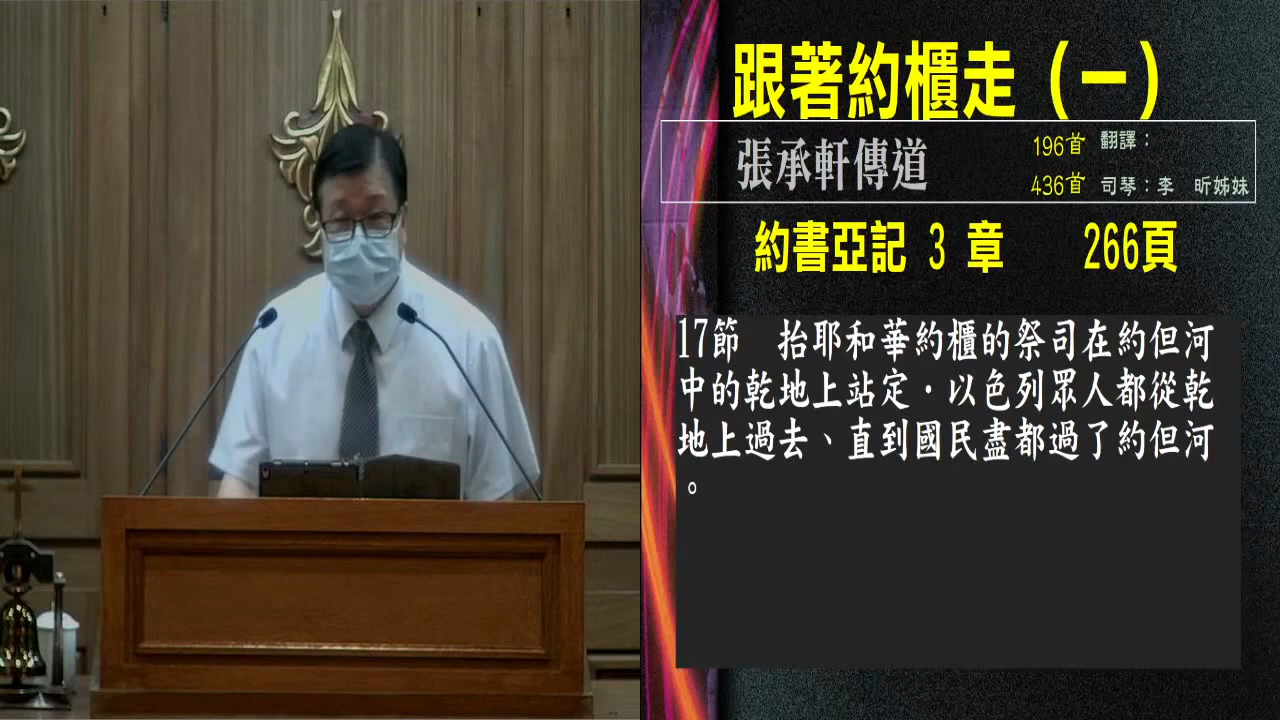 跟著約櫃走（一）
張承軒傳道
196首 翻譯：
436首 司琴：李　昕姊妹
約書亞記 3 章　266頁
17節　抬耶和華約櫃的祭司在約但河
中的乾地上站定．以色列眾人都從乾
地上過去、直到國民盡都過了約但河
。